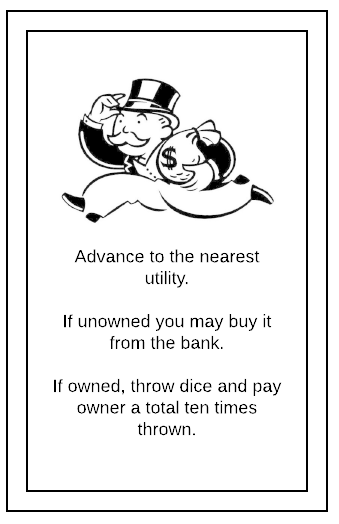 $
Advance to the nearest
utility.
If unowned you may buy it
from the bank.
If owned, throw dice and pay
owner a total ten times
thrown.